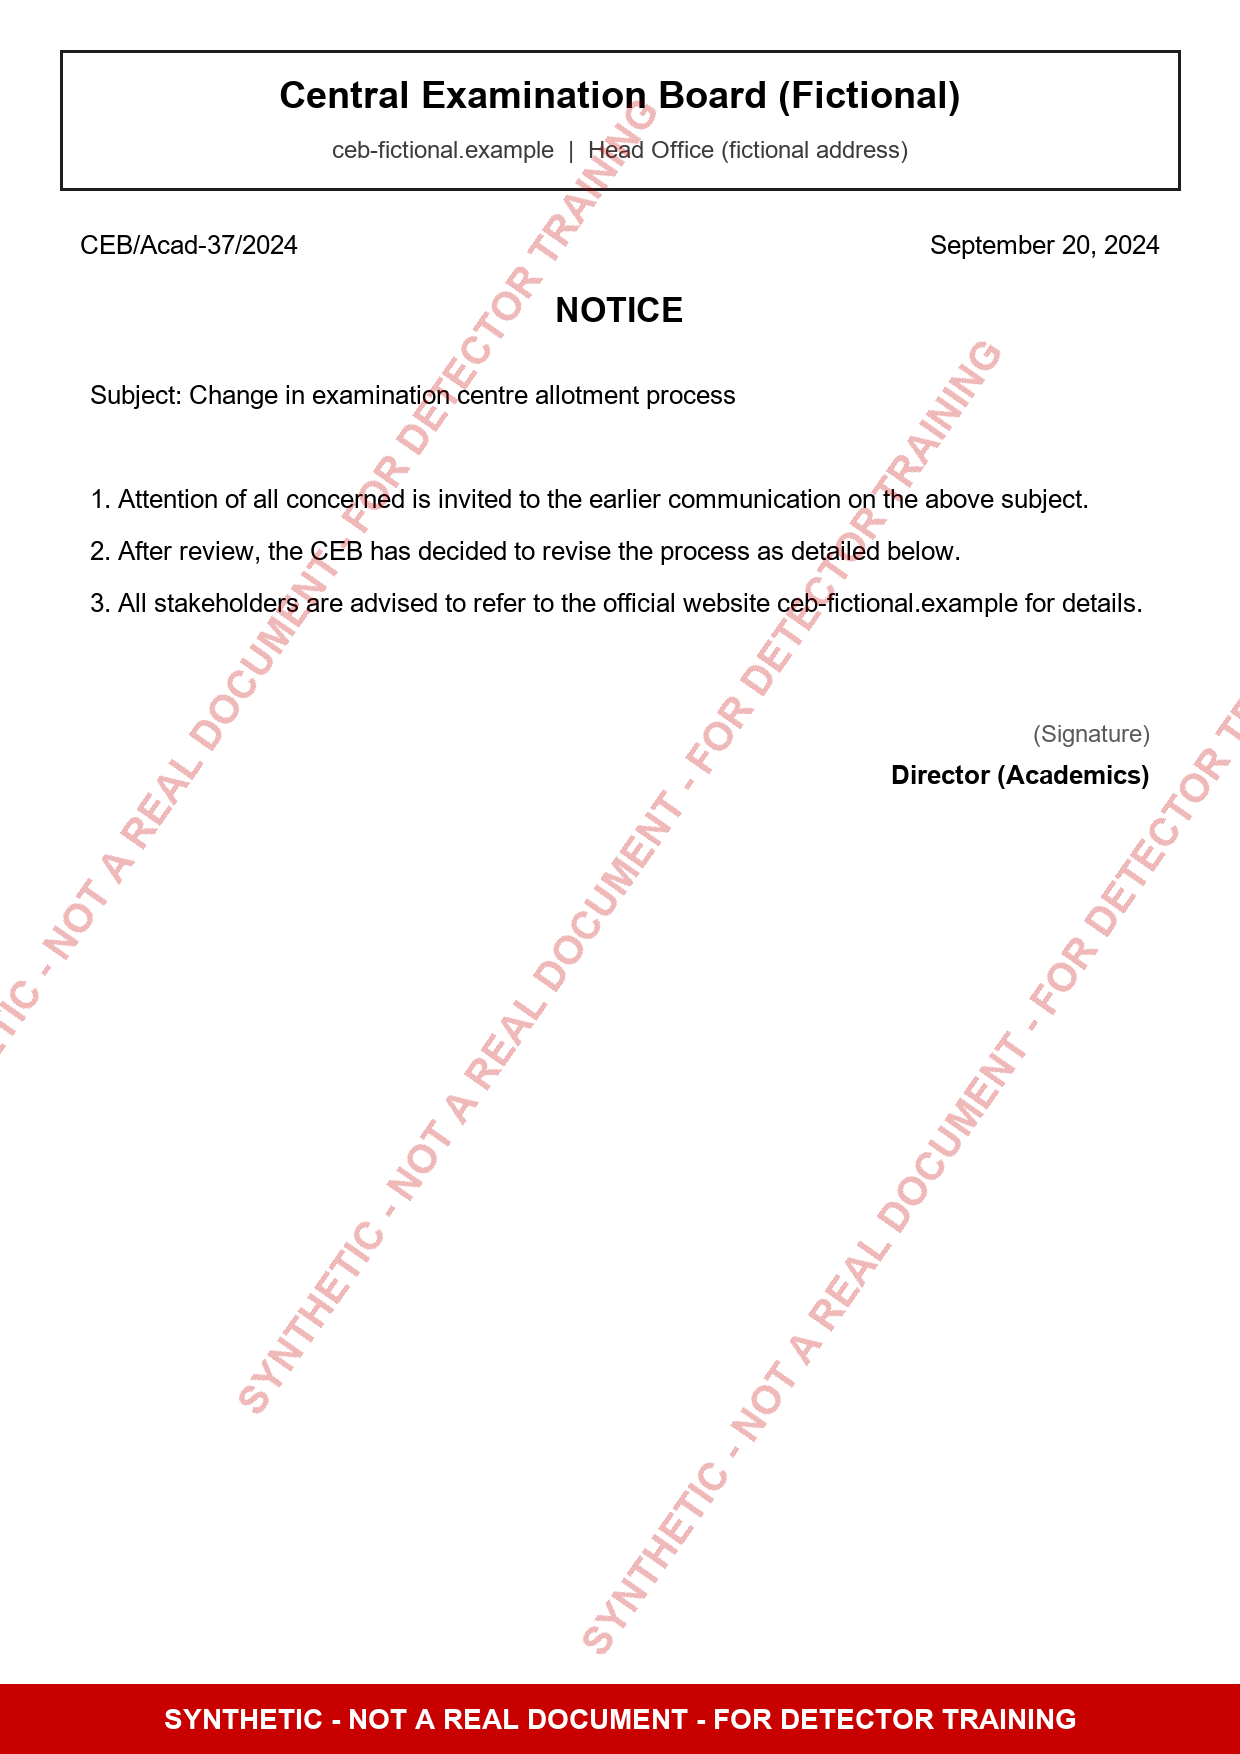 Central Examination Board (Fictional)
ceb-fictional.example | Head Office (fictional address)
CEB/Acad-37/2024 September 20, 2024
NOTICE
Subject: Change in examination centre allotment process
1. Attention of all concerned is invited to the earlier communication on the above subject.
2. After review, the CEB has decided to revise the process as detailed below.
3. All stakeholders are advised to refer to the official website ceb-fictional.example for details.
(Signature)
Director (Academics)
ETIC - NOT A REAL DOCUMENT - FOR DETECTOR TRAINING
SYNTHETIC - NOT A REAL DOCUMENT - FOR DETECTOR TRAINING
SYNTHETIC - NOT A REAL DOCUMENT - FOR DETECTOR TR
SYNTHETIC - NOT A REAL DOCUMENT - FOR DETECTOR TRAINING